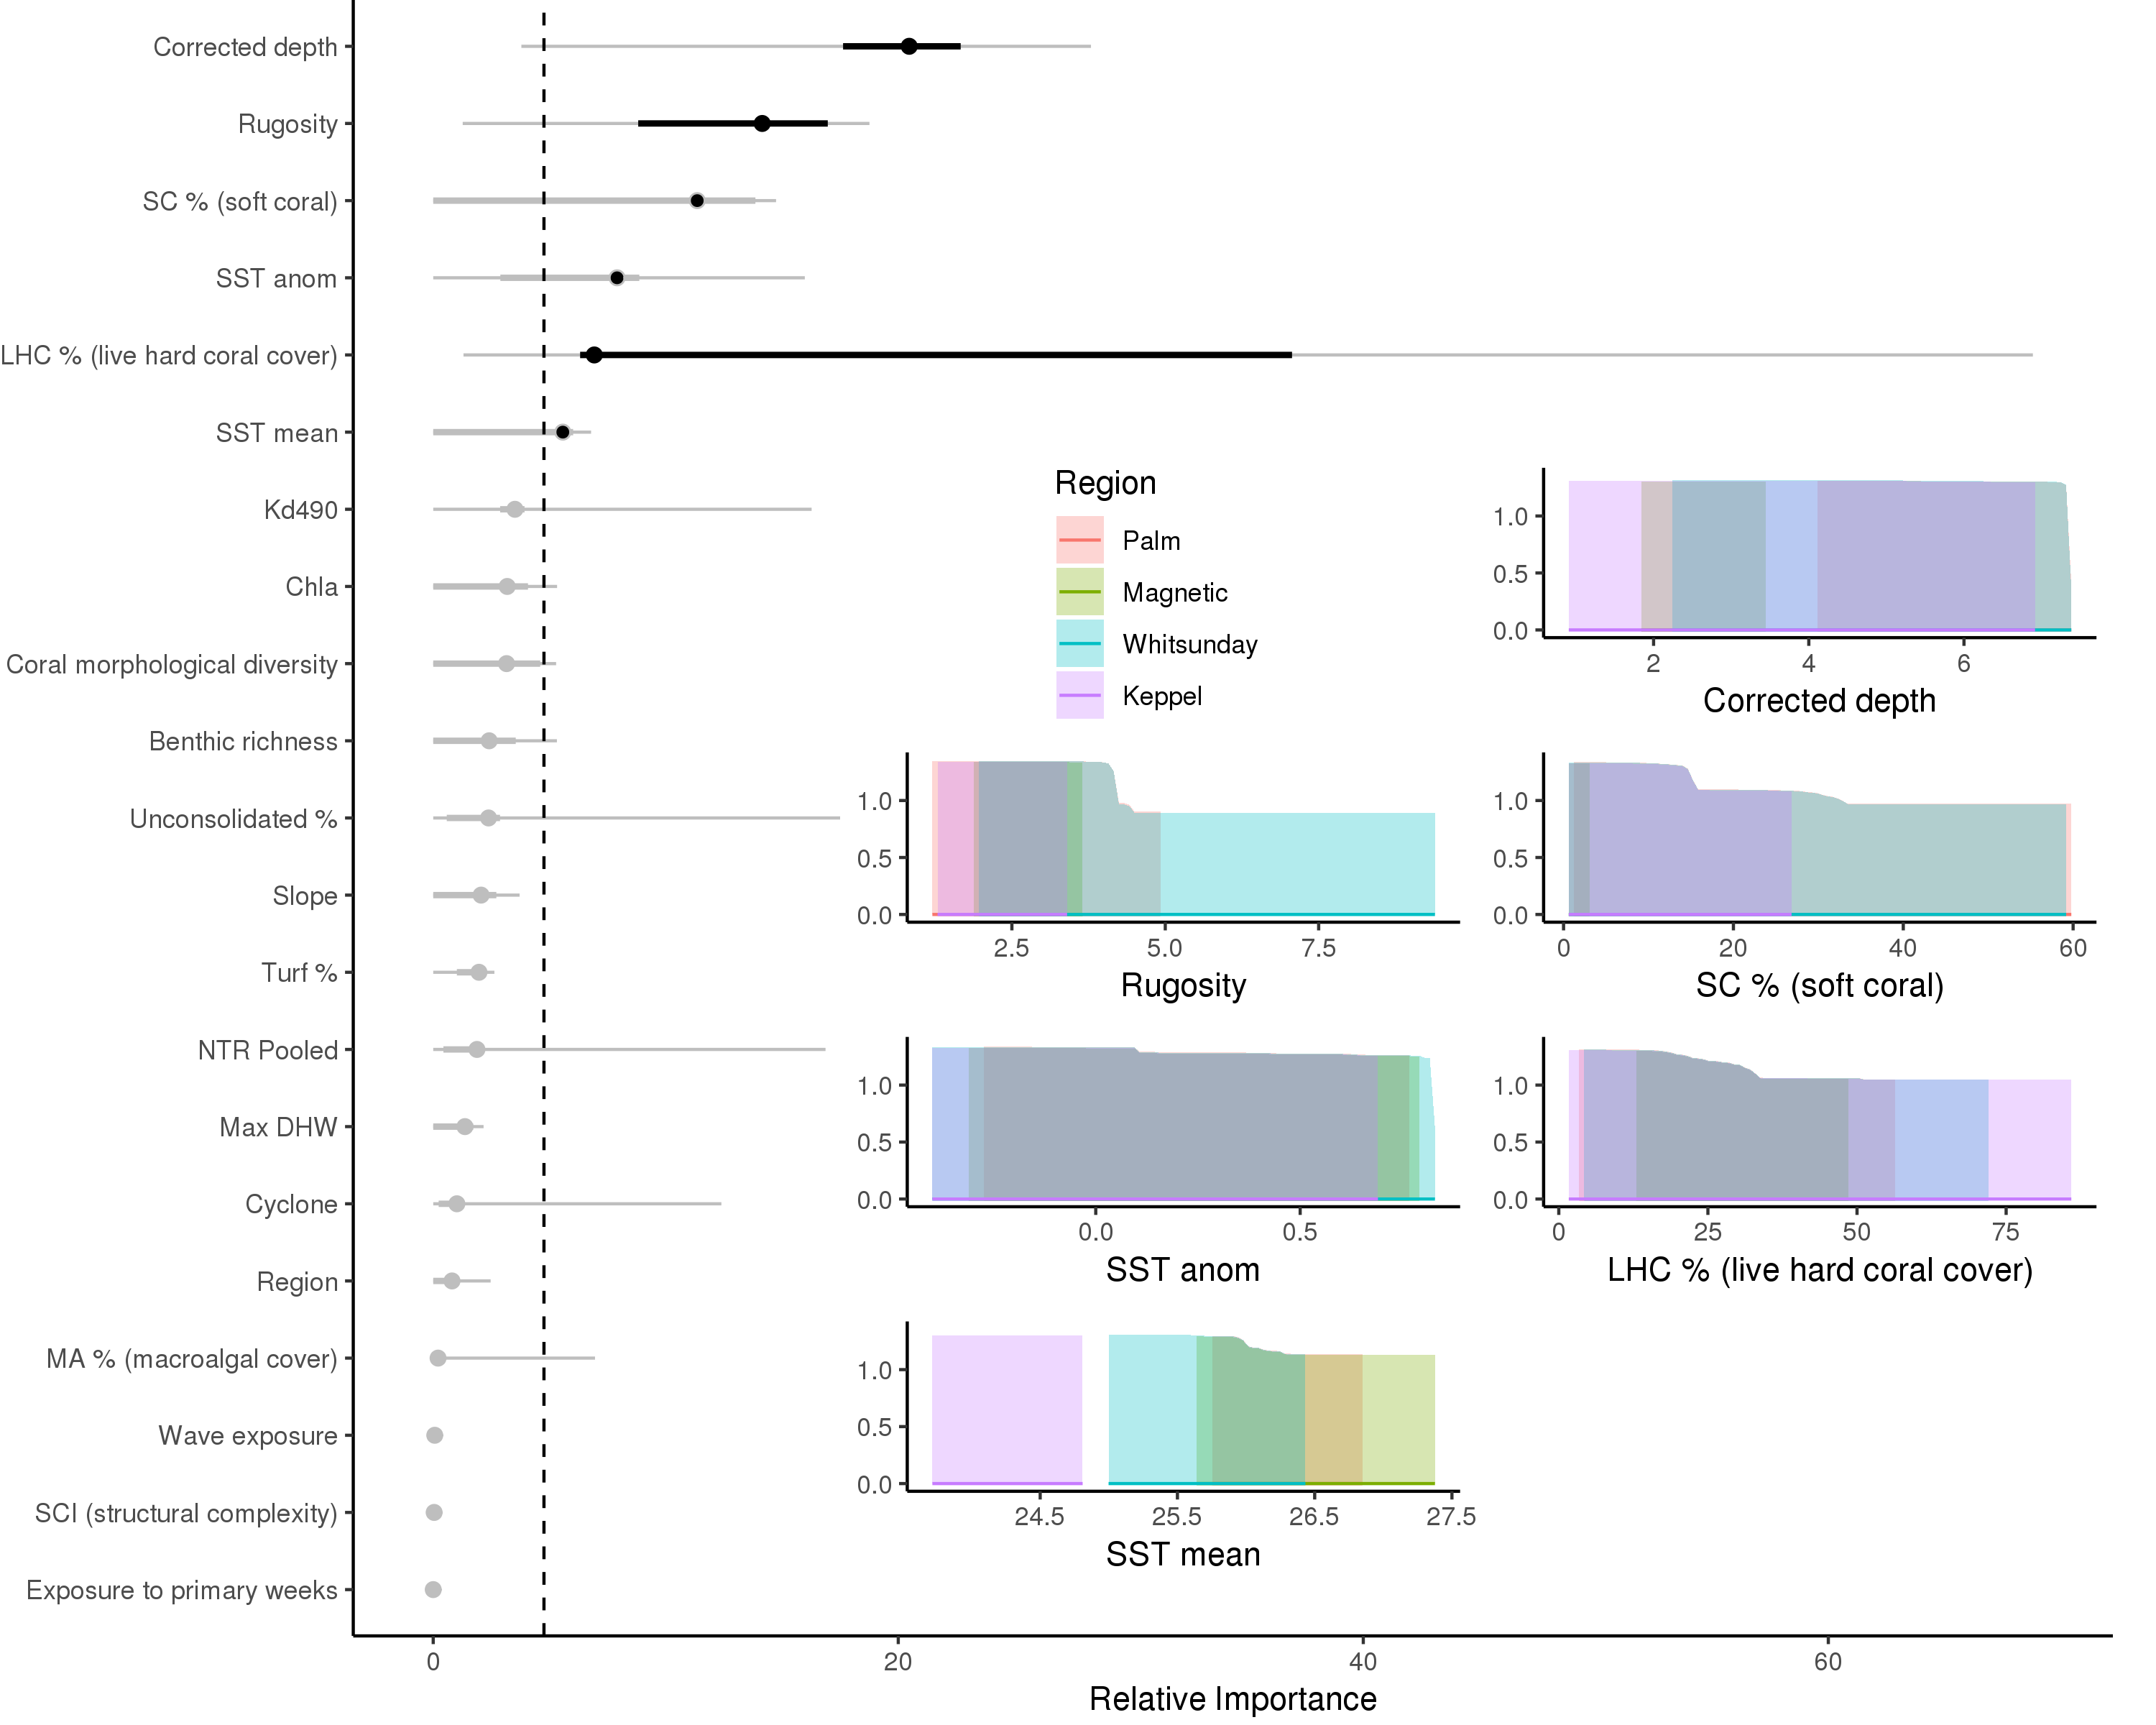 Corrected depth
Rugosity
SC % (soft coral)
SST anom
LHC % (live hard coral cover)
SST mean
Kd490
Chla
Coral morphological diversity
Benthic richness
Unconsolidated %
Slope
Turf %
NTR Pooled
Max DHW
Cyclone
Region
MA % (macroalgal cover)
Wave exposure
SCI (structural complexity)
Exposure to primary weeks
0 20 40 60
Relative Importance
Region
Palm
Magnetic
Whitsunday
Keppel
1.0
0.5
0.0
2 4 6
Corrected depth
1.0
0.5
0.0
2.5 5.0 7.5
Rugosity
1.0
0.5
0.0
0 20 40 60
SC % (soft coral)
1.0
0.5
0.0
0.0 0.5
SST anom
1.0
0.5
0.0
0 25 50 75
LHC % (live hard coral cover)
1.0
0.5
0.0
24.5 25.5 26.5 27.5
SST mean